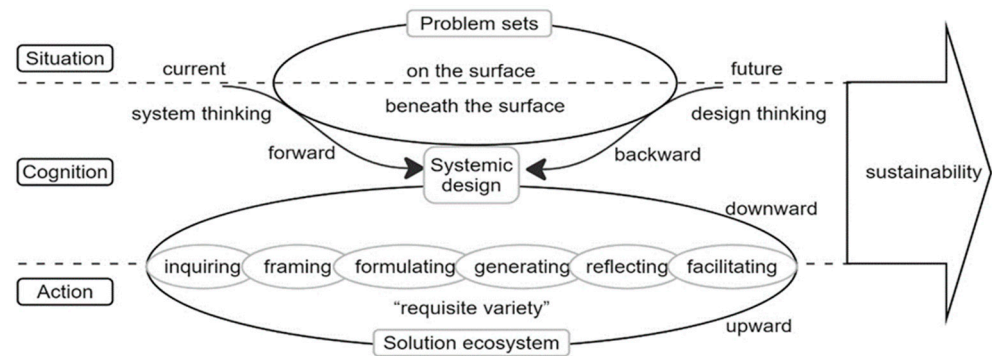 Problem sets
Situation
current
on the surface
future
system thinking
beneath the surface
design thinking
forward
backward
Cognition
Systemic
design
sustainability
downward
inquiring framing formulating generating reflecting facilitating
Action
“requisite variety”
upward
Solution ecosystem